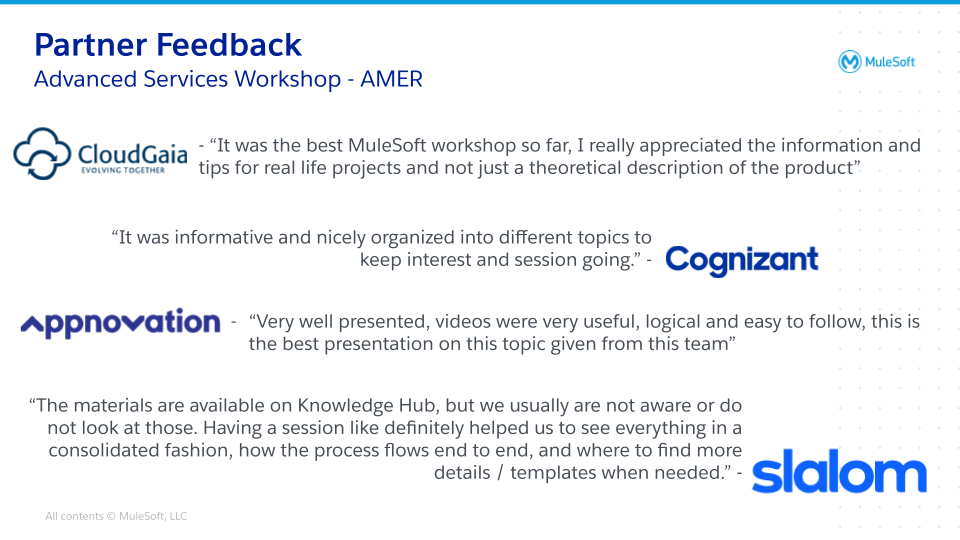 Partner Feedback
Advanced Services Workshop - AMER
MuleSoft
CloudGaia
EVOLVING TOGETHER
- “It was the best MuleSoft workshop so far, I really appreciated the information and
tips for real life projects and not just a theoretical description of the product”
“It was informative and nicely organized into different topics to
keep interest and session going.” -
Cognizant
appnovation
- “Very well presented, videos were very useful, logical and easy to follow, this is
the best presentation on this topic given from this team”
“The materials are available on Knowledge Hub, but we usually are not aware or do
not look at those. Having a session like definitely helped us to see everything in a
consolidated fashion, how the process flows end to end, and where to find more
details / templates when needed.” -
slalom
All contents © MuleSoft, LLC